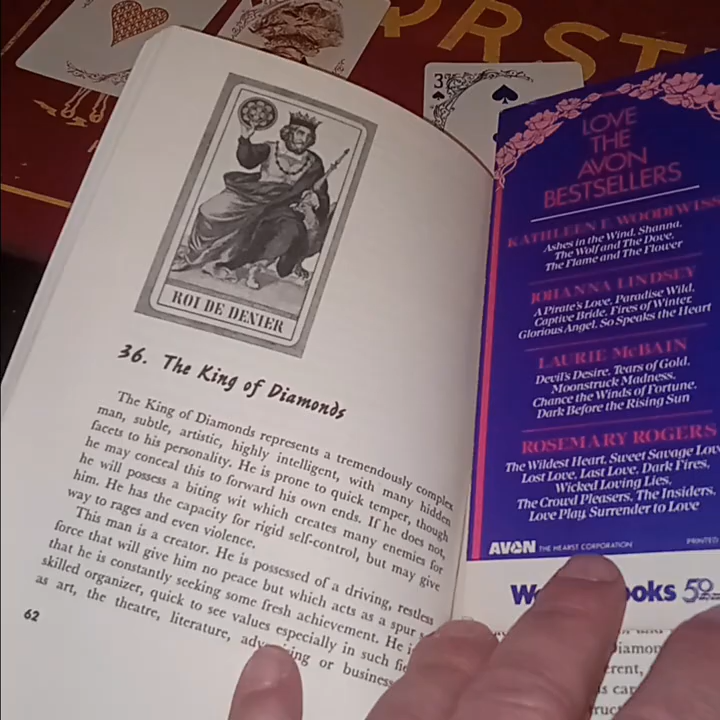 ORST
3
ROI DE DENIER
36. The King of Diamonds
The King of Diamonds represents a tremendously complex
man, subtle, artistic, highly intelligent, with many hidden
facets to his personality. He is prone to quick temper, though
he may conceal this to forward his own ends. If he does not,
he will possess a biting wit which creates many enemies for
him. He has the capacity for rigid self-control, but may give
way to rages and even violence.
This man is a creator. He is possessed of a driving, restless
force that will give him no peace but which acts as a spur
that he is constantly seeking some fresh achievement. He
skilled organizer, quick to see values especially in such
as art, the theatre, literature, or business
62
LOVE
THE
AVON
BESTSELLERS
KATHLEEN E. WOODIWISS
Ashes in the Wind, Shanna,
The Wolf and The Dove,
The Flame and The Flower
JOHANNA LINDSEY
A Pirate's Love, Paradise Wild,
Captive Bride, Fires of Winter,
Glorious Angel, So Speaks the Heart
LAURIE McBAIN
Devil's Desire, Tears of Gold,
Moonstruck Madness,
Chance the Winds of Fortune,
Dark Before the Rising Sun
ROSEMARY ROGERS
The Wildest Heart, Sweet Savage Lov
Lost Love, Last Love, Dark Fires,
Wicked Loving Lies,
The Crowd Pleasers, The Insiders,
Love Play, Surrender to Love
AVON THE HEARST CORPORATION
PRINTED
ooks 50